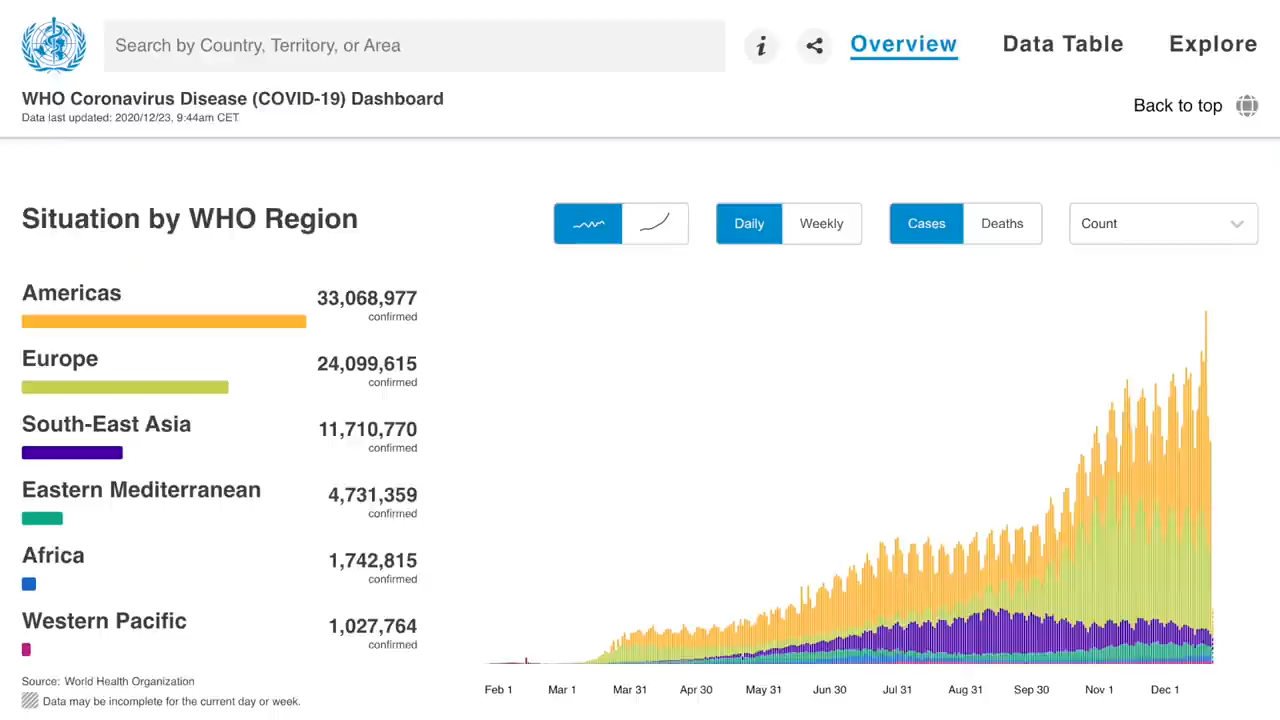 Search by Country, Territory, or Area
i
Overview
Data Table
Explore
WHO Coronavirus Disease (COVID-19) Dashboard
Data last updated: 2020/12/23, 9:44am CET
Back to top
Situation by WHO Region
Daily
Weekly
Cases
Deaths
Count
Americas
33,068,977
confirmed
Europe
24,099,615
confirmed
South-East Asia
11,710,770
confirmed
Eastern Mediterranean
4,731,359
confirmed
Africa
1,742,815
confirmed
Western Pacific
1,027,764
confirmed
Source: World Health Organization
Data may be incomplete for the current day or week.
Feb 1 Mar 1 Mar 31 Apr 30 May 31 Jun 30 Jul 31 Aug 31 Sep 30 Nov 1 Dec 1